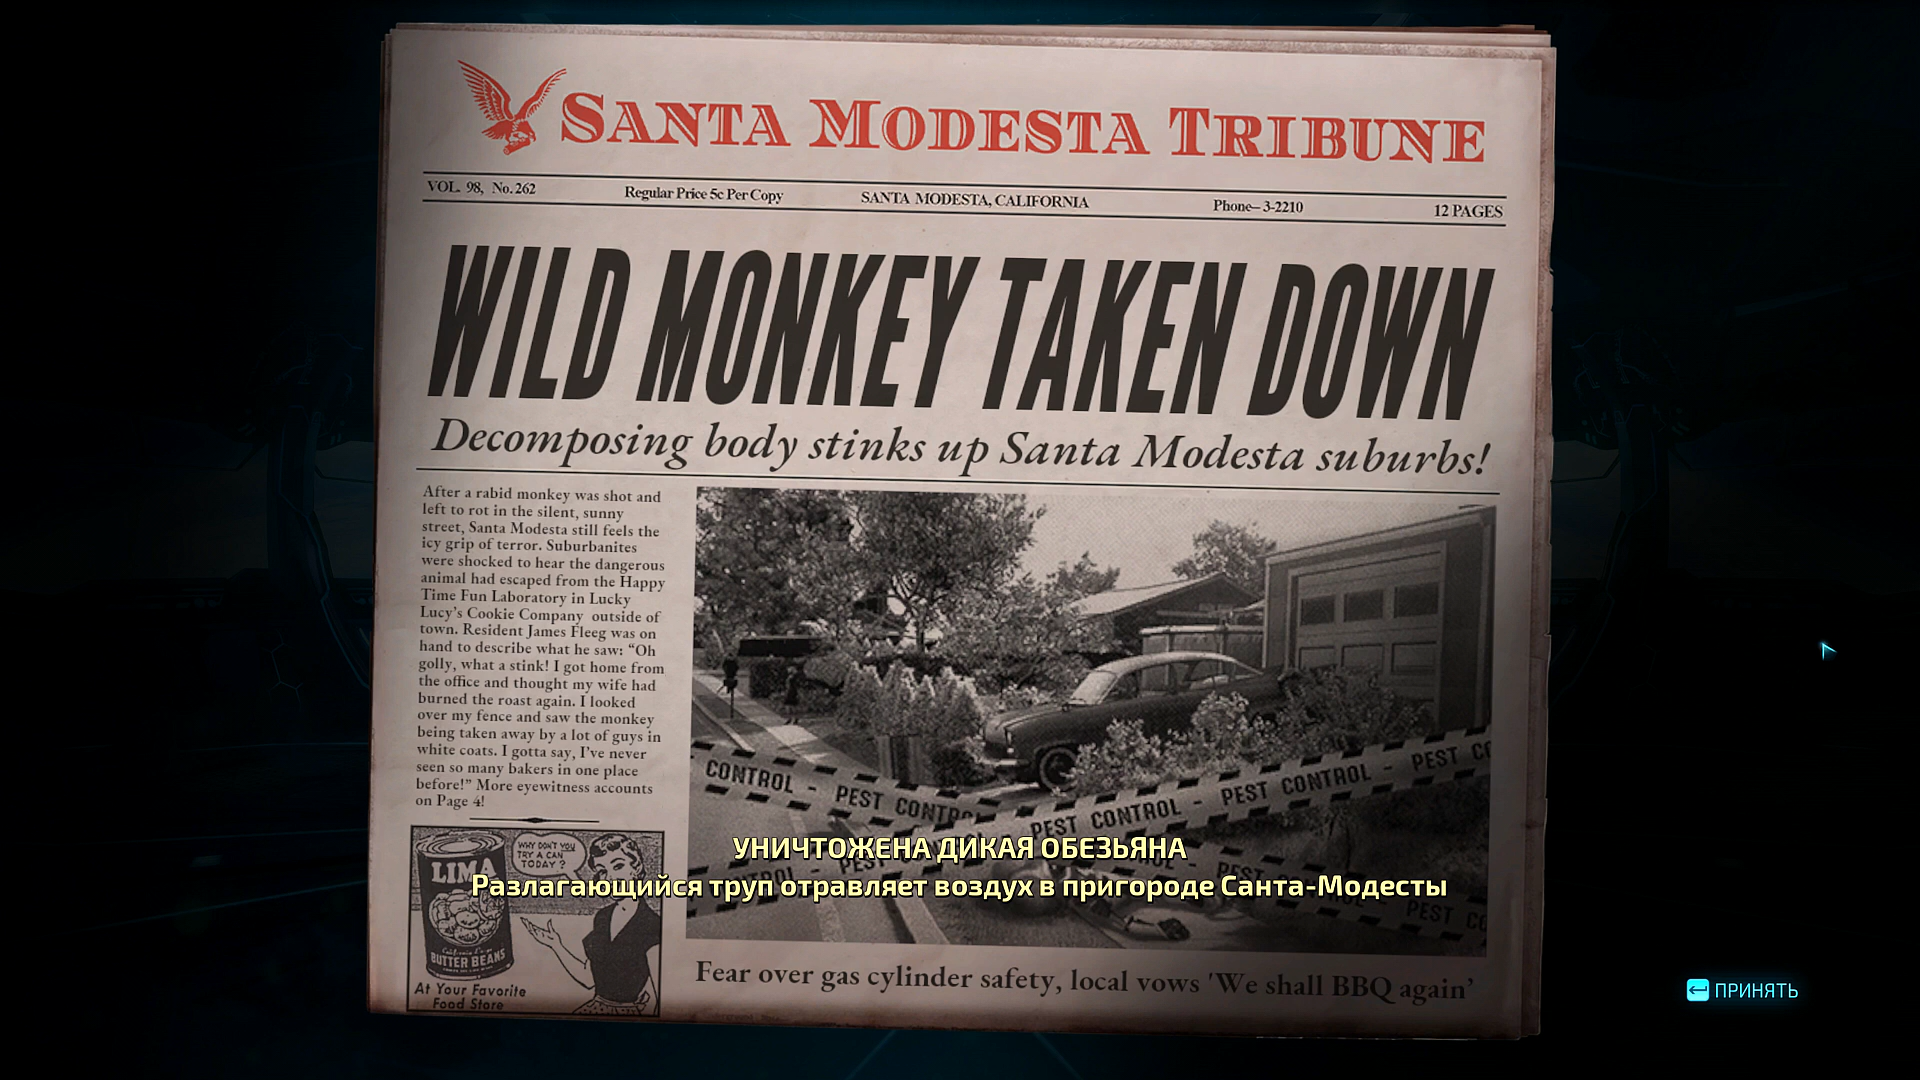 SANTA MODESTA TRIBUNE
VOL. 98, No. 262 Regular Price 5c Per Copy SANTA MODESTA, CALIFORNIA Phone– 3-2210 12 PAGES
WILD MONKEY TAKEN DOWN
Decomposing body stinks up Santa Modesta suburbs!
After a rabid monkey was shot and
left to rot in the silent, sunny
street, Santa Modesta still feels the
icy grip of terror. Suburbanites
were shocked to hear the dangerous
animal had escaped from the Happy
Time Fun Laboratory in Lucky
Lucy's Cookie Company outside of
town. Resident James Fleeg was on
hand to describe what he saw: “Oh
golly, what a stink! I got home from
the office and thought my wife had
burned the roast again. I looked
over my fence and saw the monkey
being taken away by a lot of guys in
white coats. I gotta say, I've never
seen so many bakers in one place
before!” More eyewitness accounts
on Page 4!
CONTROL - PEST CONTROL
PEST CONTROL - PEST CONTROL - PEST CO
УНИЧТОЖЕНА ДИКАЯ ОБЕЗЬЯНА
Разлагающийся труп отравляет воздух в пригороде Санта-Модесты
PEST CO
WHY DON'T YOU
TRY A CAN
TODAY?
LIMA
BUTTER BEANS
At Your Favorite
Food Store
Fear over gas cylinder safety, local vows 'We shall BBQ again'
ПРИНЯТЬ